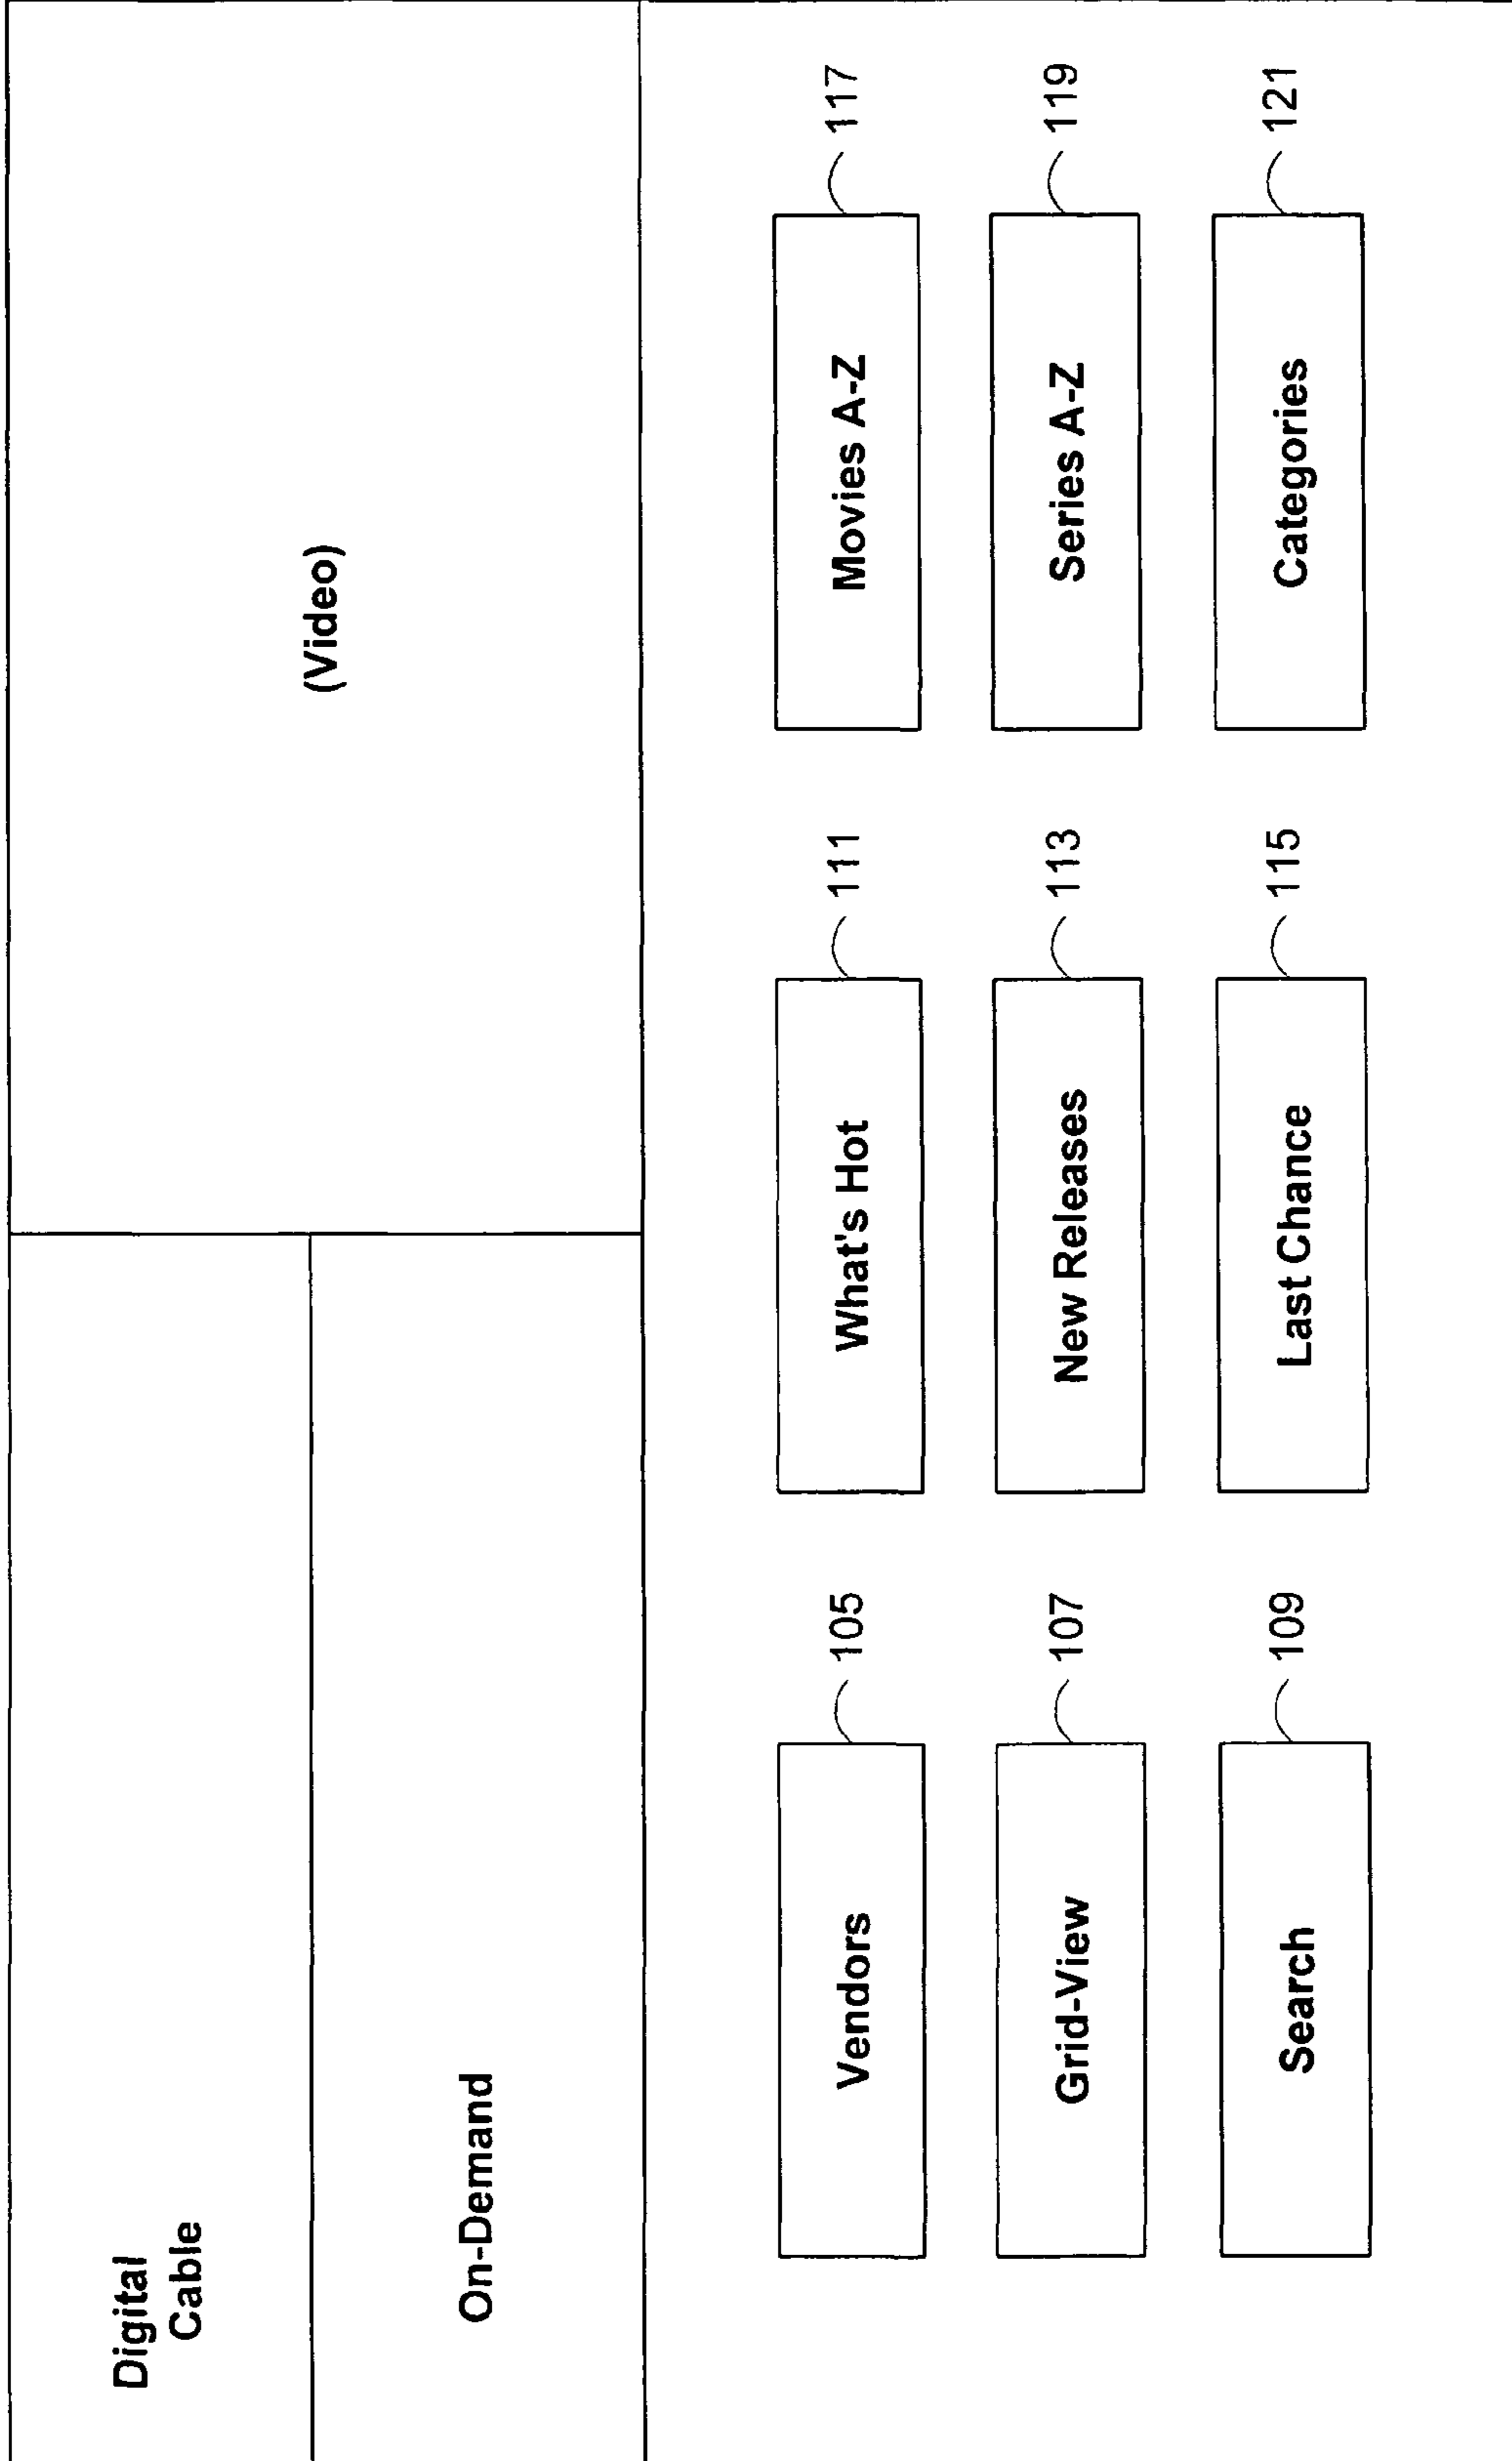 Digital
Cable
(Video)
On-Demand
Vendors 105
What's Hot 111
Movies A-Z 117
Grid-View 107
New Releases 113
Series A-Z 119
Search 109
Last Chance 115
Categories 121